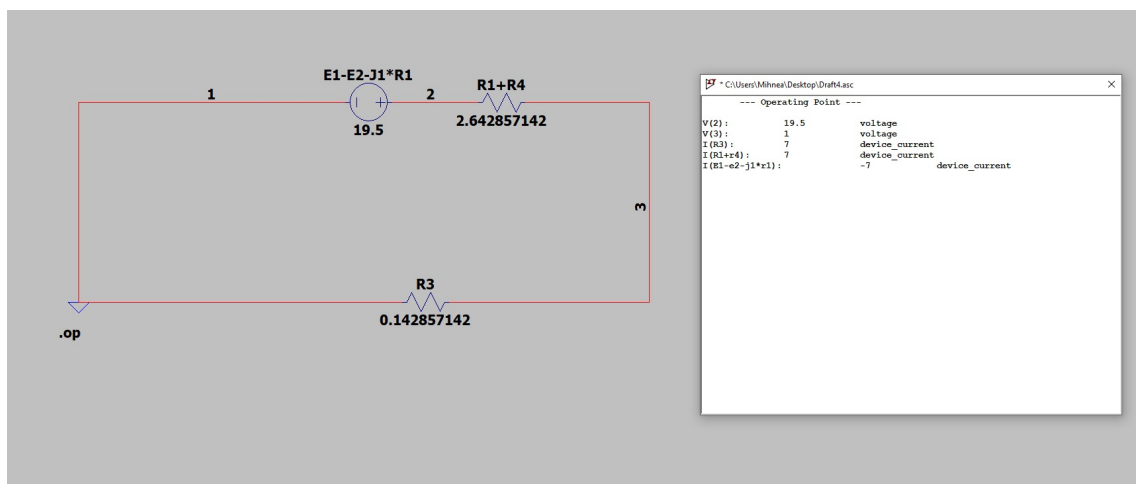 E1-E2-J1*R1
1
2
R1+R4
19.5
2.642857142
3
R3
0.142857142
.op
* C:\Users\Mihnea\Desktop\Draft4.asc
--- Operating Point ---
V(2): 19.5 voltage
V(3): 1 voltage
I(R3): 7 device_current
I(R1+r4): 7 device_current
I(E1-e2-j1*r1): -7 device_current